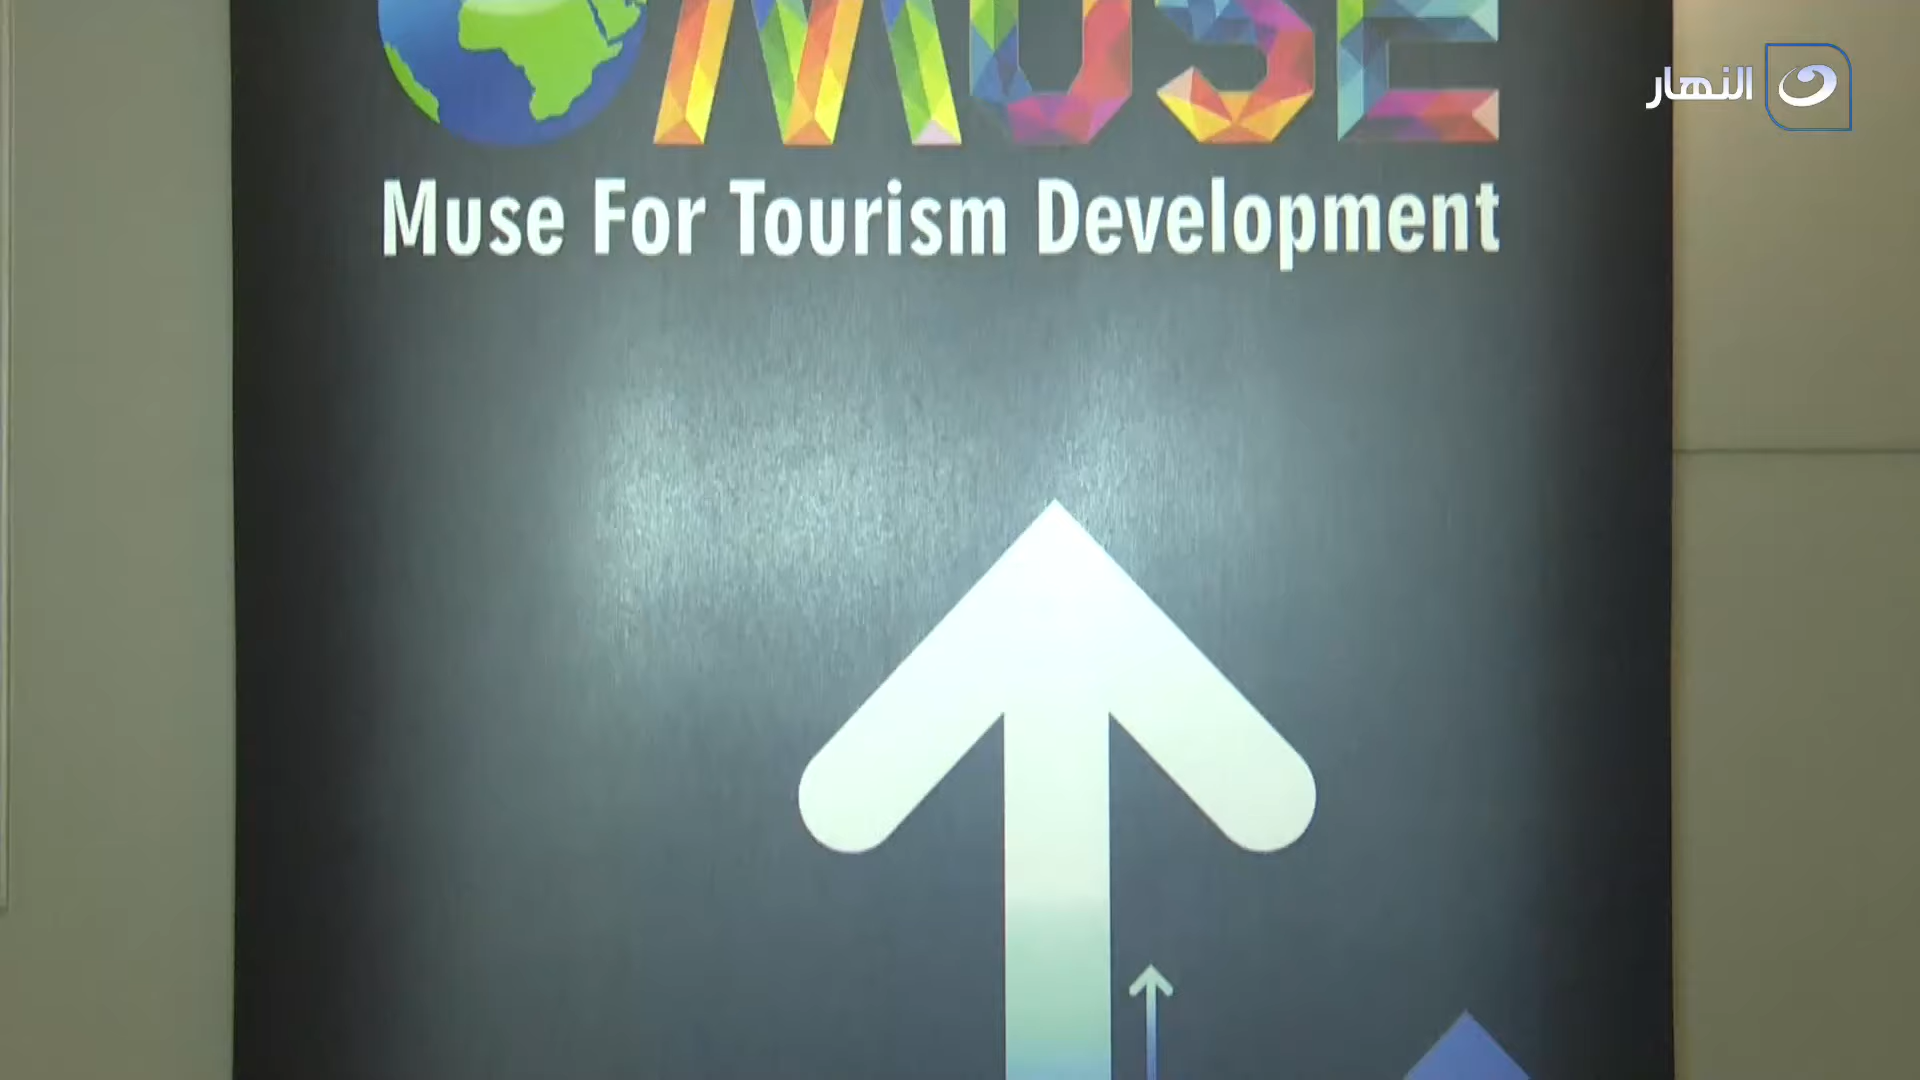 MUSE
النهار
Muse For Tourism Development